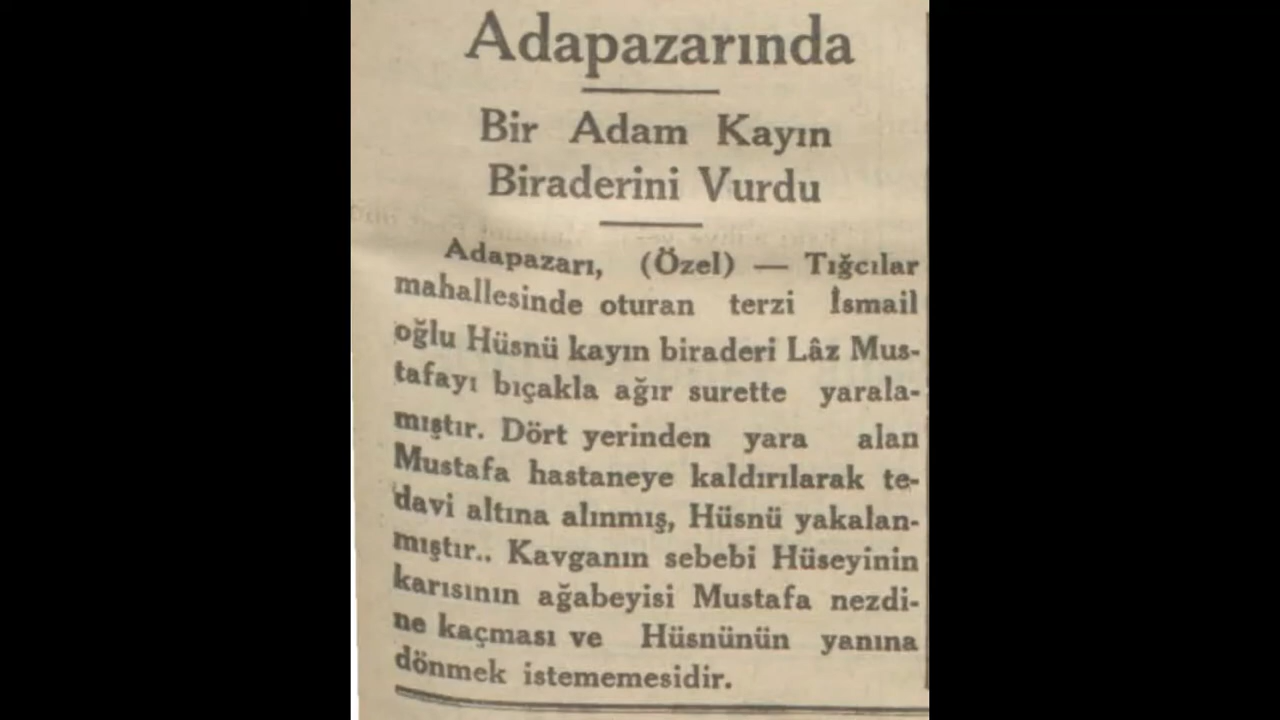 Adapazarında
Bir Adam Kayın
Biraderini Vurdu
Adapazarı, (Özel) — Tığcılar
mahallesinde oturan terzi İsmail
oğlu Hüsnü kayın biraderi Lâz Mus-
tafayı bıçakla ağır surette yarala-
mıştır. Dört yerinden yara alan
Mustafa hastaneye kaldırılarak te-
davi altına alınmış, Hüsnü yakalan-
mıştır.. Kavganın sebebi Hüseyinin
karısının ağabeyisi Mustafa nezdi-
ne kaçması ve Hüsnünün yanına
dönmek istememesidir.